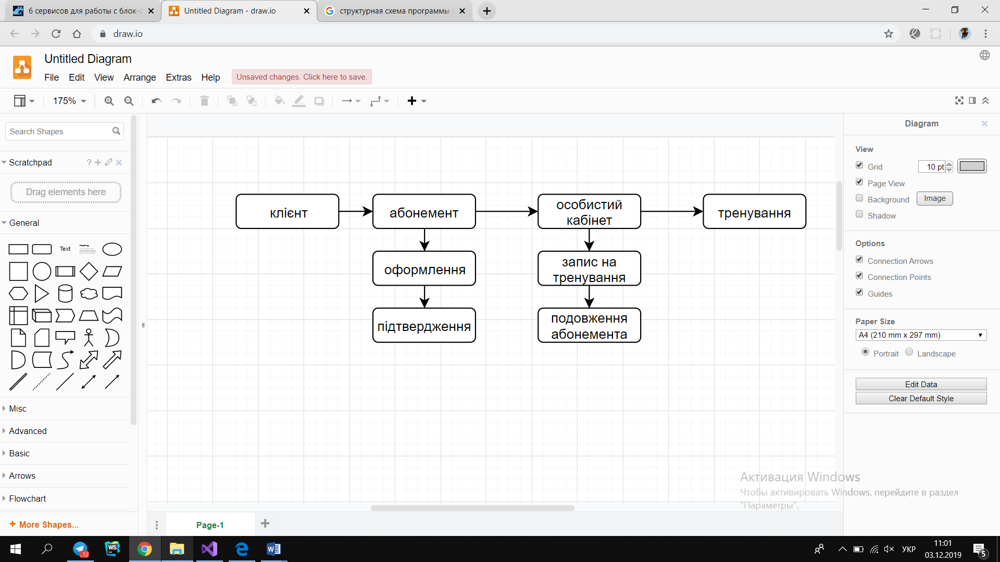 6 сервисов для работы с блок-с
Untitled Diagram - draw.io
структурная схема программы
draw.io
Untitled Diagram
File Edit View Arrange Extras Help
Unsaved changes. Click here to save.
175%
Search Shapes
Scratchpad
?
Drag elements here
General
Text
Heading
Misc
Advanced
Basic
Arrows
Flowchart
+ More Shapes...
клієнт
абонемент
особистий
кабінет
тренування
оформлення
запис на
тренування
підтвердження
подовження
абонемента
Diagram
View
Grid
10 pt
Page View
Background
Image
Shadow
Options
Connection Arrows
Connection Points
Guides
Paper Size
A4 (210 mm x 297 mm)
Portrait
Landscape
Edit Data
Clear Default Style
Активация Windows
Чтобы активировать Windows, перейдите в раздел
"Параметры".
Page-1
WS
..12
УКР
11:01
03.12.2019
5